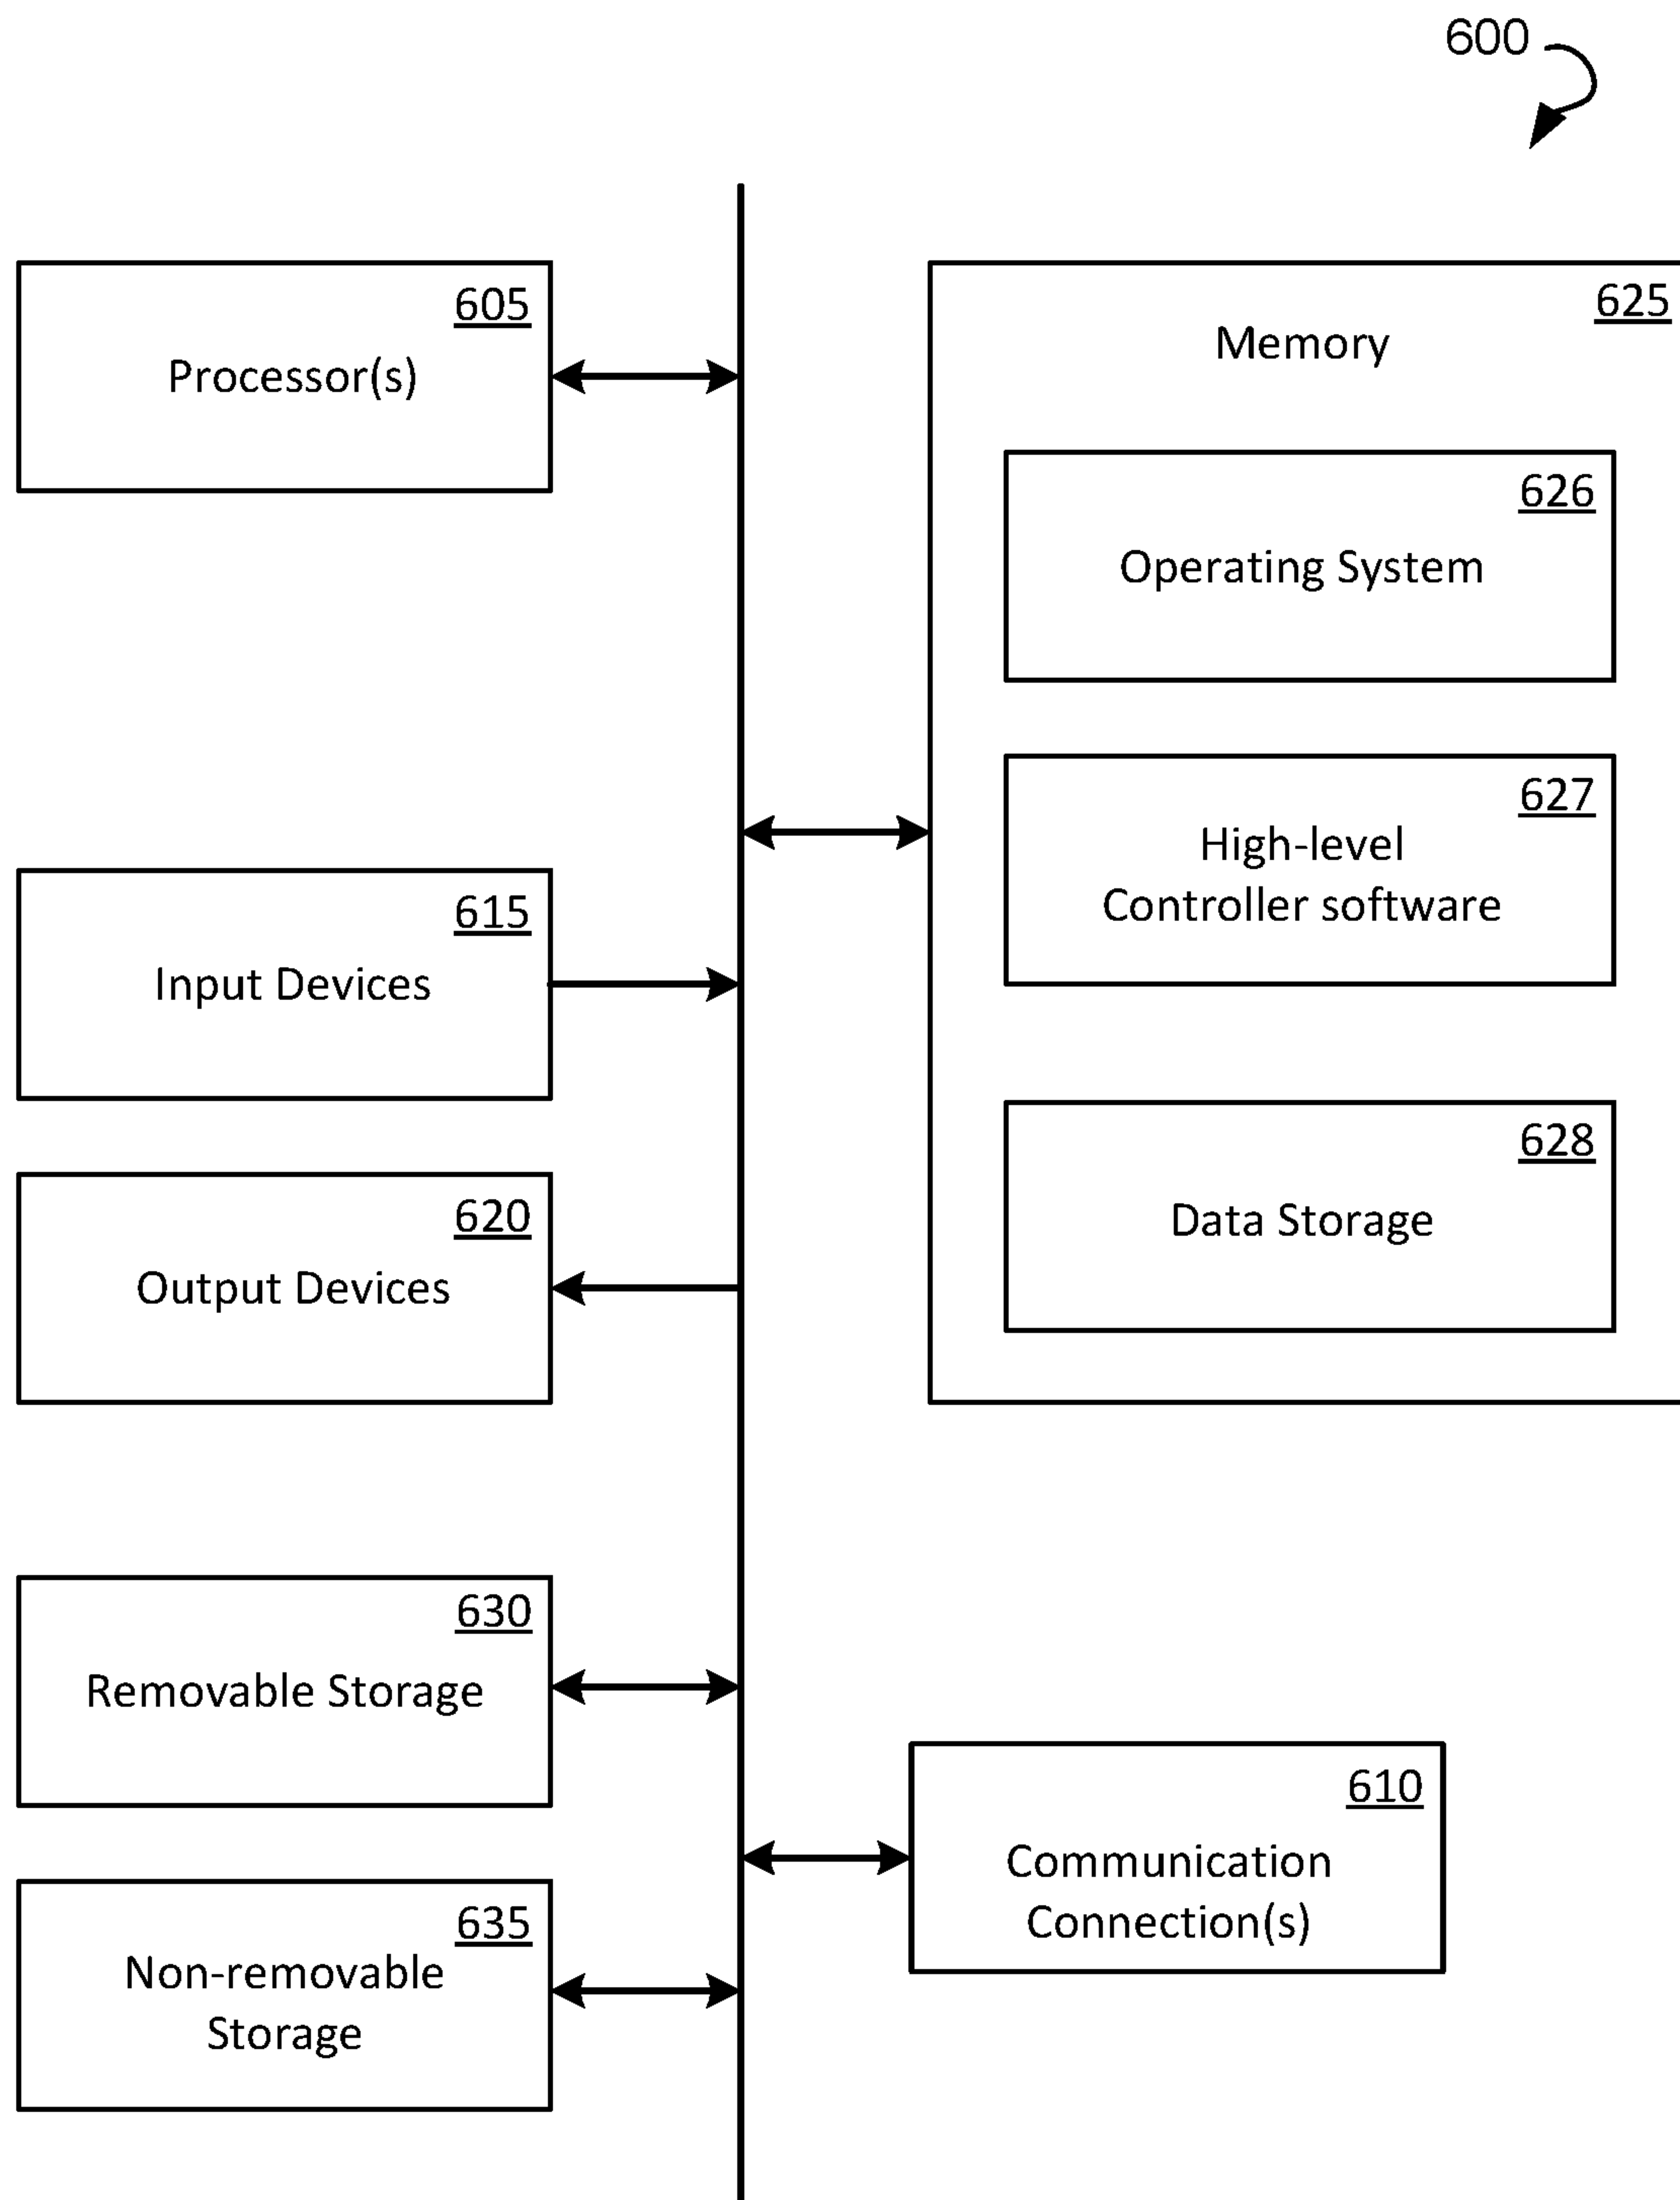 600
605
Processor(s)
625
Memory
626
Operating System
627
High-level
Controller software
628
Data Storage
615
Input Devices
620
Output Devices
630
Removable Storage
635
Non-removable
Storage
610
Communication
Connection(s)